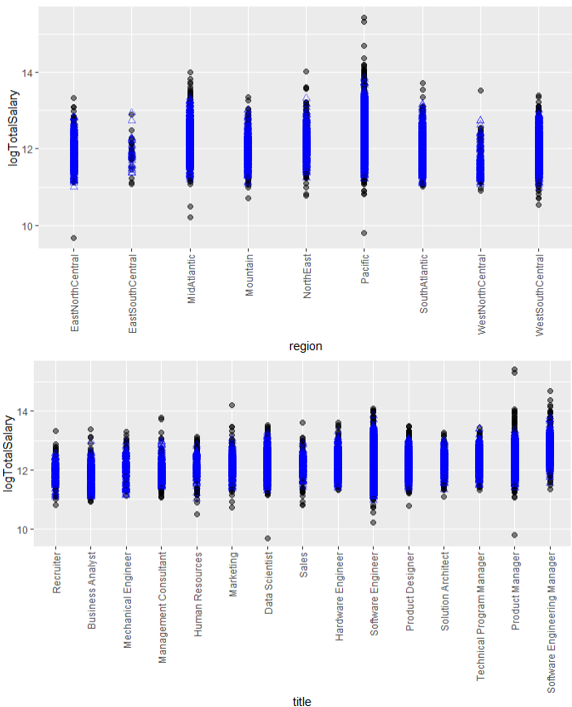 logTotalSalary
14
12
10
EastNorthCentral
EastSouthCentral
MidAtlantic
Mountain
NorthEast
Pacific
SouthAtlantic
WestNorthCentral
WestSouthCentral
region
logTotalSalary
14
12
10
Recruiter
Business Analyst
Mechanical Engineer
Management Consultant
Human Resources
Marketing
Data Scientist
Sales
Hardware Engineer
Software Engineer
Product Designer
Solution Architect
Technical Program Manager
Product Manager
Software Engineering Manager
title